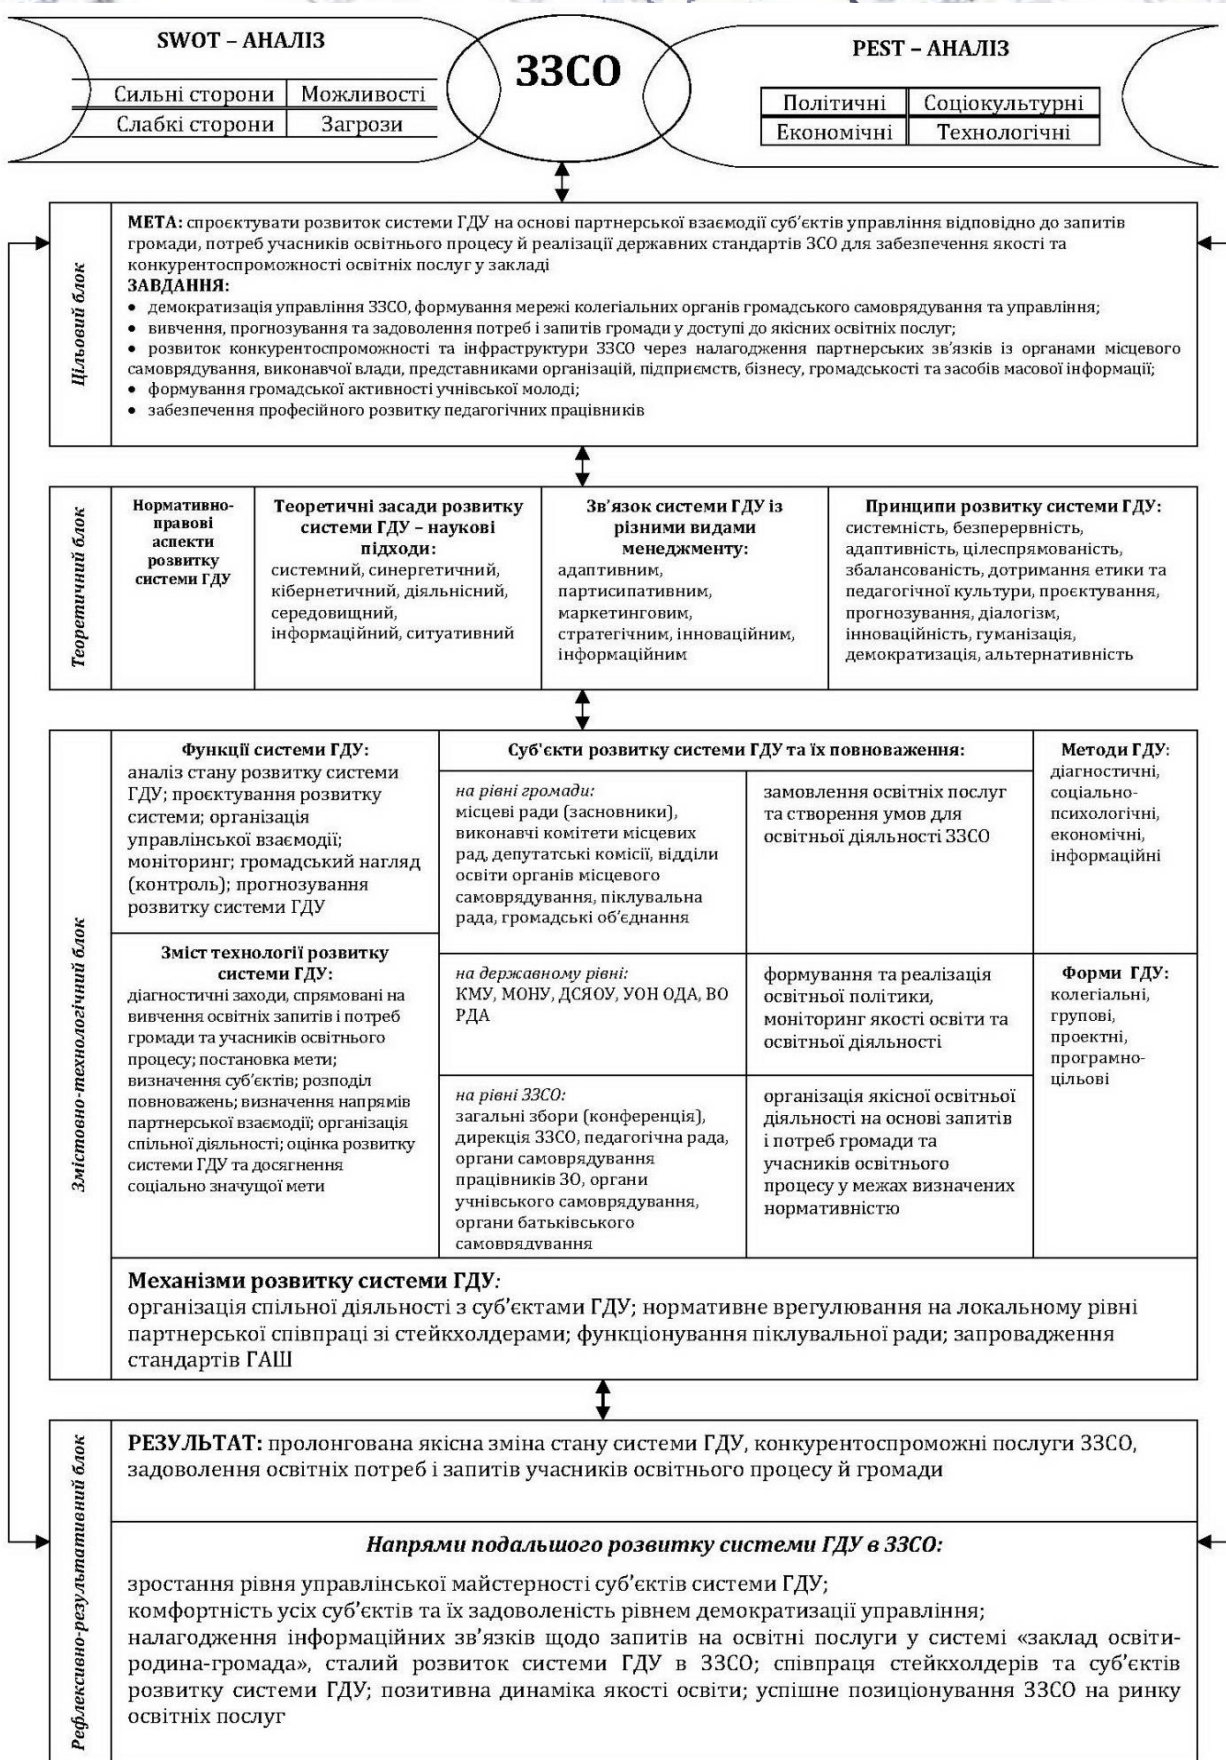 SWOT – АНАЛІЗ
Сильні сторони Можливості
Слабкі сторони Загрози
ЗЗСО
PEST – АНАЛІЗ
Політичні Соціокультурні
Економічні Технологічні
Цільовий блок
МЕТА: спроєктувати розвиток системи ГДУ на основі партнерської взаємодії суб’єктів управління відповідно до запитів
громади, потреб учасників освітнього процесу й реалізації державних стандартів ЗСО для забезпечення якості та
конкурентоспроможності освітніх послуг у закладі
ЗАВДАННЯ:
• демократизація управління ЗЗСО, формування мережі колегіальних органів громадського самоврядування та управління;
• вивчення, прогнозування та задоволення потреб і запитів громади у доступі до якісних освітніх послуг;
• розвиток конкурентоспроможності та інфраструктури ЗЗСО через налагодження партнерських зв’язків із органами місцевого
самоврядування, виконавчої влади, представниками організацій, підприємств, бізнесу, громадськості та засобів масової інформації;
• формування громадської активності учнівської молоді;
• забезпечення професійного розвитку педагогічних працівників
Теоретичний блок
Нормативно-
правові
аспекти
розвитку
системи ГДУ
Теоретичні засади розвитку
системи ГДУ – наукові
підходи:
системний, синергетичний,
кібернетичний, діяльнісний,
середовищний,
інформаційний, ситуативний
Зв’язок системи ГДУ із
різними видами
менеджменту:
адаптивним,
партисипативним,
маркетинговим,
стратегічним, інноваційним,
інформаційним
Принципи розвитку системи ГДУ:
системність, безперервність,
адаптивність, цілеспрямованість,
збалансованість, дотримання етики та
педагогічної культури, проєктування,
прогнозування, діалогізм,
інноваційність, гуманізація,
демократизація, альтернативність
Змістовно-технологічний блок
Функції системи ГДУ:
аналіз стану розвитку системи
ГДУ; проєктування розвитку
системи; організація
управлінської взаємодії;
моніторинг; громадський нагляд
(контроль); прогнозування
розвитку системи ГДУ
Зміст технології розвитку
системи ГДУ:
діагностичні заходи, спрямовані на
вивчення освітніх запитів і потреб
громади та учасників освітнього
процесу; постановка мети;
визначення суб’єктів; розподіл
повноважень; визначення напрямів
партнерської взаємодії; організація
спільної діяльності; оцінка розвитку
системи ГДУ та досягнення
соціально значущої мети
Суб'єкти розвитку системи ГДУ та їх повноваження:
на рівні громади:
місцеві ради (засновники),
виконавчі комітети місцевих
рад, депутатські комісії, відділи
освіти органів місцевого
самоврядування, піклувальна
рада, громадські об’єднання
замовлення освітніх послуг
та створення умов для
освітньої діяльності ЗЗСО
на державному рівні:
КМУ, МОНУ, ДСЯОУ, УОН ОДА, ВО
РДА
формування та реалізація
освітньої політики,
моніторинг якості освіти та
освітньої діяльності
на рівні ЗЗСО:
загальні збори (конференція),
дирекція ЗЗСО, педагогічна рада,
органи самоврядування
працівників ЗО, органи
учнівського самоврядування,
органи батьківського
самоврядування
організація якісної освітньої
діяльності на основі запитів
і потреб громади та
учасників освітнього
процесу у межах визначених
нормативністю
Методи ГДУ:
діагностичні,
соціально-
психологічні,
економічні,
інформаційні
Форми ГДУ:
колегіальні,
групові,
проектні,
програмно-
цільові
Механізми розвитку системи ГДУ:
організація спільної діяльності з суб’єктами ГДУ; нормативне врегулювання на локальному рівні
партнерської співпраці зі стейкхолдерами; функціонування піклувальної ради; запровадження
стандартів ГАШ
Рефлексивно-результативний блок
РЕЗУЛЬТАТ: пролонгована якісна зміна стану системи ГДУ, конкурентоспроможні послуги ЗЗСО,
задоволення освітніх потреб і запитів учасників освітнього процесу й громади
Напрями подальшого розвитку системи ГДУ в ЗЗСО:
зростання рівня управлінської майстерності суб’єктів системи ГДУ;
комфортність усіх суб’єктів та їх задоволеність рівнем демократизації управління;
налагодження інформаційних зв’язків щодо запитів на освітні послуги у системі «заклад освіти-
родина-громада», сталий розвиток системи ГДУ в ЗЗСО; співпраця стейкхолдерів та суб’єктів
розвитку системи ГДУ; позитивна динаміка якості освіти; успішне позиціонування ЗЗСО на ринку
освітніх послуг